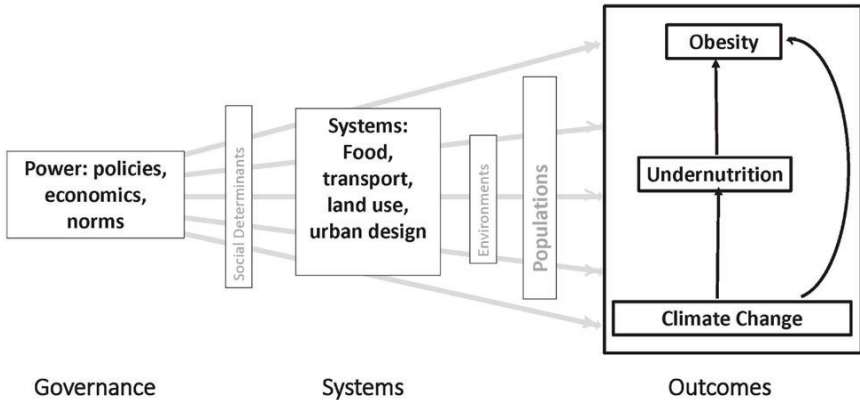 Power: policies,
economics,
norms
Social Determinants
Systems:
Food,
transport,
land use,
urban design
Environments
Populations
Obesity
Undernutrition
Climate Change
Governance
Systems
Outcomes